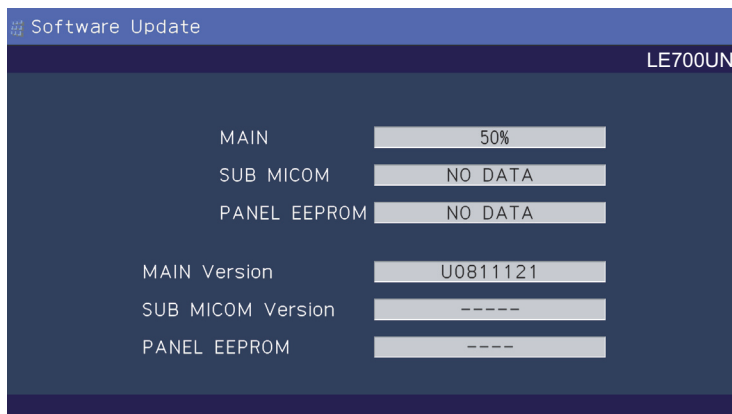 Software Update
LE700UN
MAIN 50%
SUB MICOM NO DATA
PANEL EEPROM NO DATA
MAIN Version U0811121
SUB MICOM Version -----
PANEL EEPROM ----